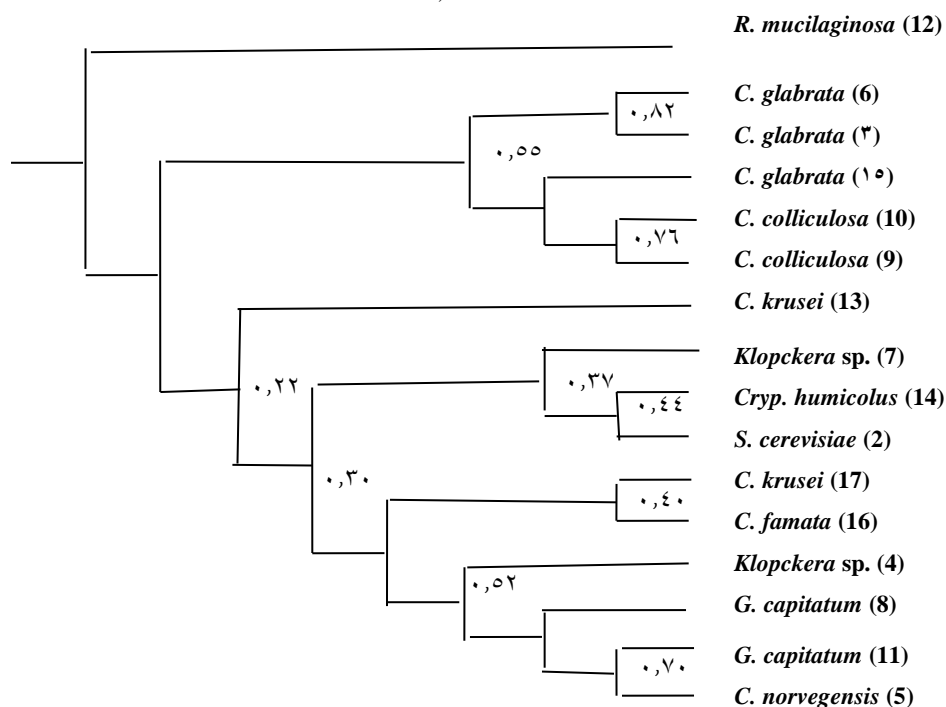 R. mucilaginosa (12)
C. glabrata (6)
٠,٨٢
C. glabrata (٣)
٠,٥٥
C. glabrata (١٥)
C. colliculosa (10)
٠,٧٦
C. colliculosa (9)
C. krusei (13)
Klopckera sp. (7)
٠,٢٢
٠,٣٧
Cryp. humicolus (14)
٠,٤٤
S. cerevisiae (2)
٠,٣٠
C. krusei (17)
٠,٤٠
C. famata (16)
Klopckera sp. (4)
٠,٥٢
G. capitatum (8)
G. capitatum (11)
٠,٧٠
C. norvegensis (5)